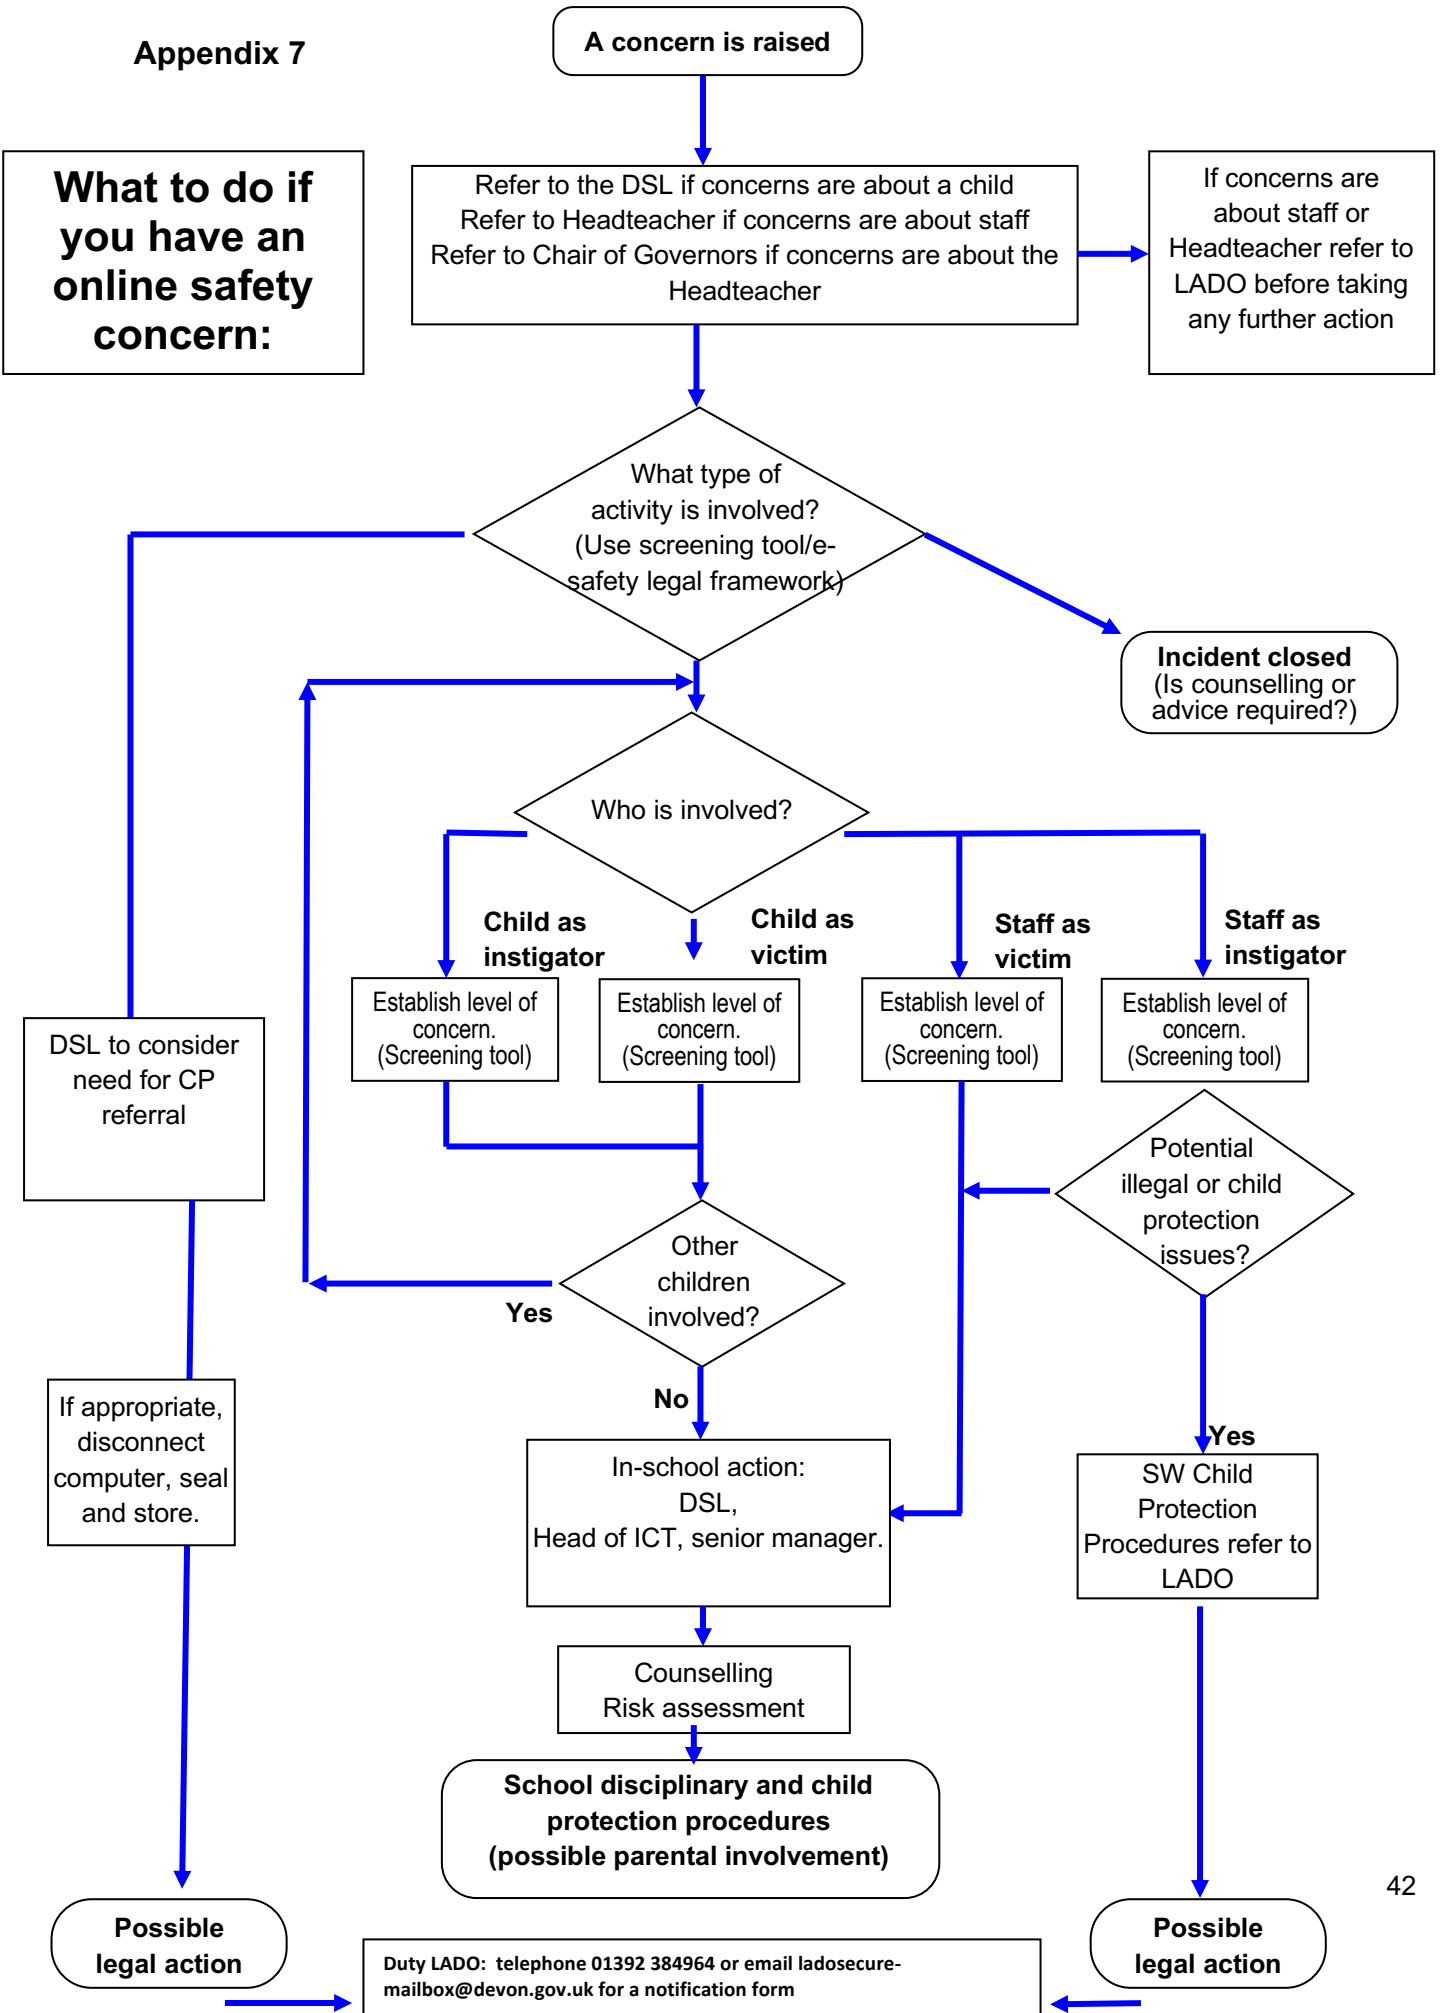 Appendix 7
A concern is raised
What to do if
you have an
online safety
concern:
Refer to the DSL if concerns are about a child
Refer to Headteacher if concerns are about staff
Refer to Chair of Governors if concerns are about the
Headteacher
If concerns are
about staff or
Headteacher refer to
LADO before taking
any further action
What type of
activity is involved?
(Use screening tool/e-
safety legal framework)
Incident closed
(Is counselling or
advice required?)
Who is involved?
Child as
instigator
Child as
victim
Staff as
victim
Staff as
instigator
Establish level of
concern.
(Screening tool)
Establish level of
concern.
(Screening tool)
Establish level of
concern.
(Screening tool)
Establish level of
concern.
(Screening tool)
DSL to consider
need for CP
referral
Potential
illegal or child
protection
issues?
Other
children
involved?
Yes
No
If appropriate,
disconnect
computer, seal
and store.
In-school action:
DSL,
Head of ICT, senior manager.
Yes
SW Child
Protection
Procedures refer to
LADO
Counselling
Risk assessment
School disciplinary and child
protection procedures
(possible parental involvement)
42
Possible
legal action
Possible
legal action
Duty LADO:  telephone 01392 384964 or email ladosecure-
mailbox@devon.gov.uk for a notification form